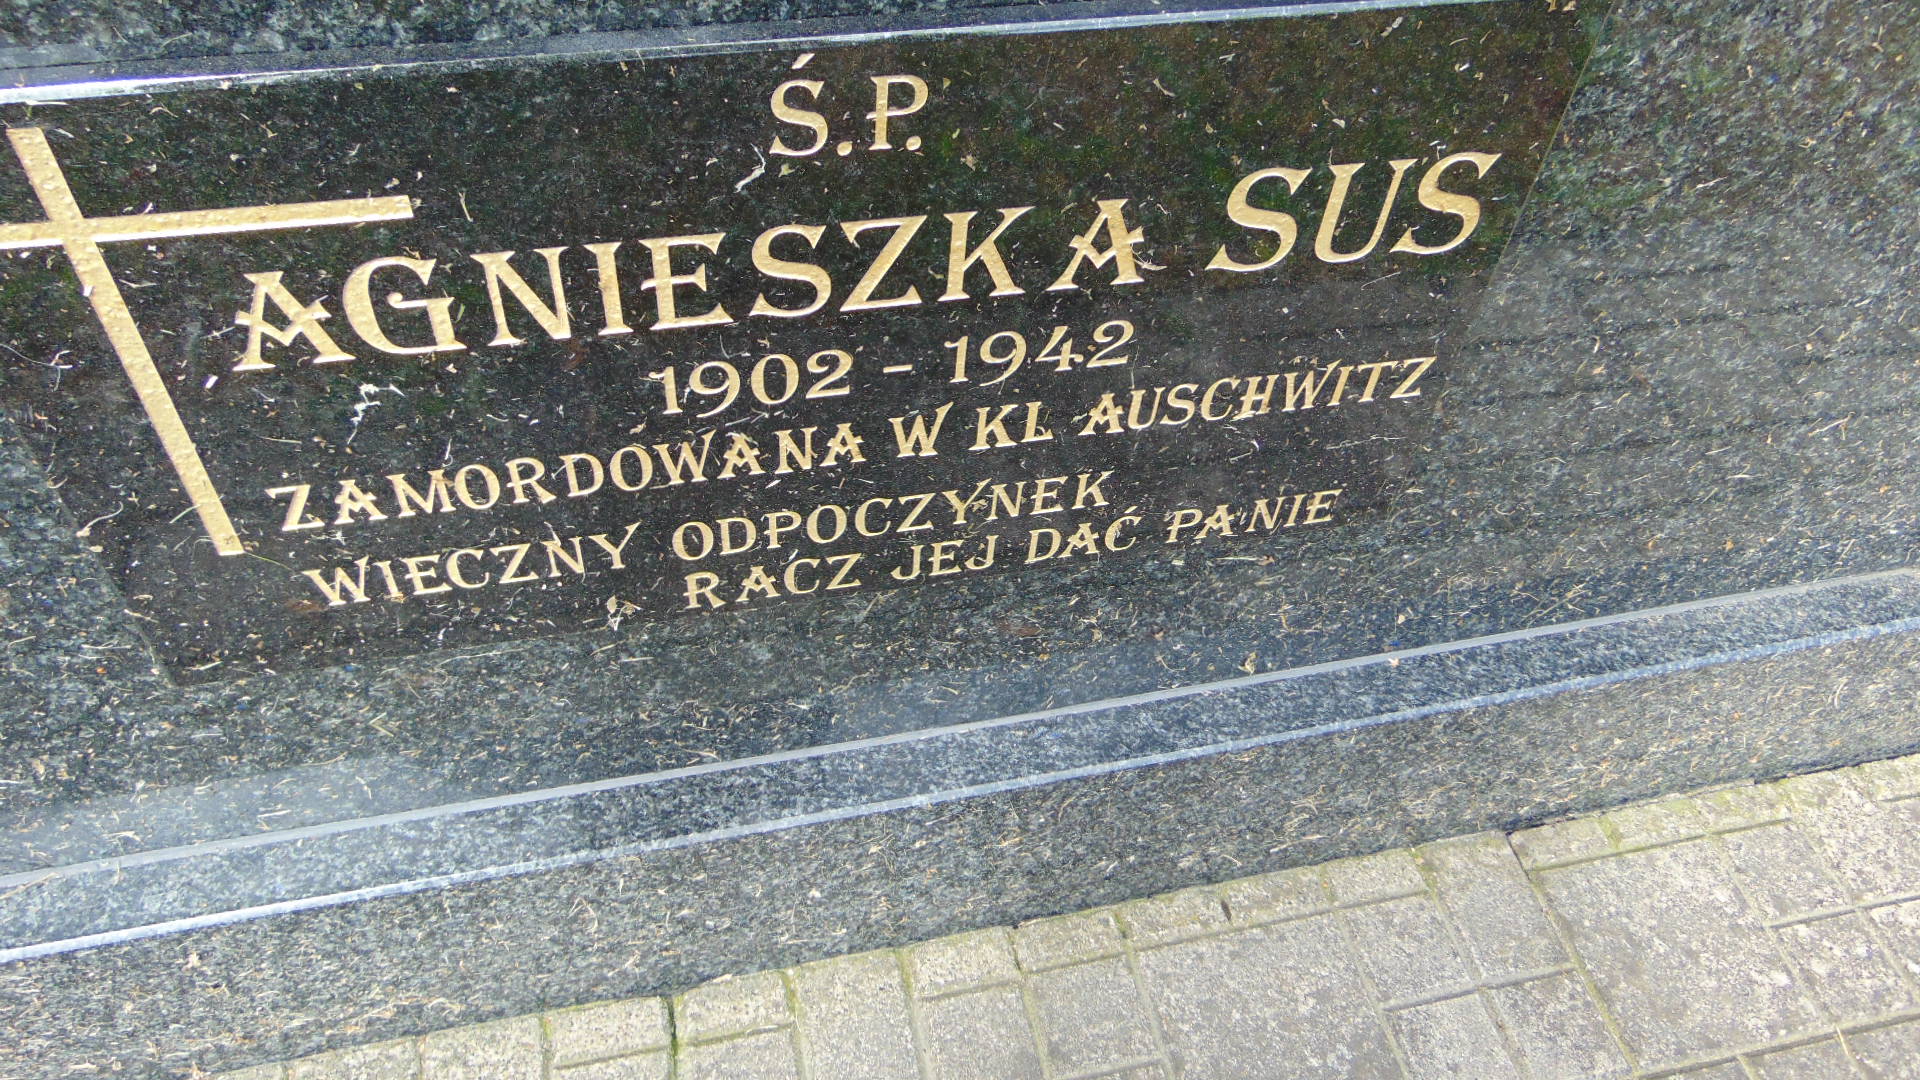 Ś.P.
AGNIESZKA SUS
1902 - 1942
ZAMORDOWANA W KL AUSCHWITZ
WIECZNY ODPOCZYNEK
RACZ JEJ DAĆ PANIE